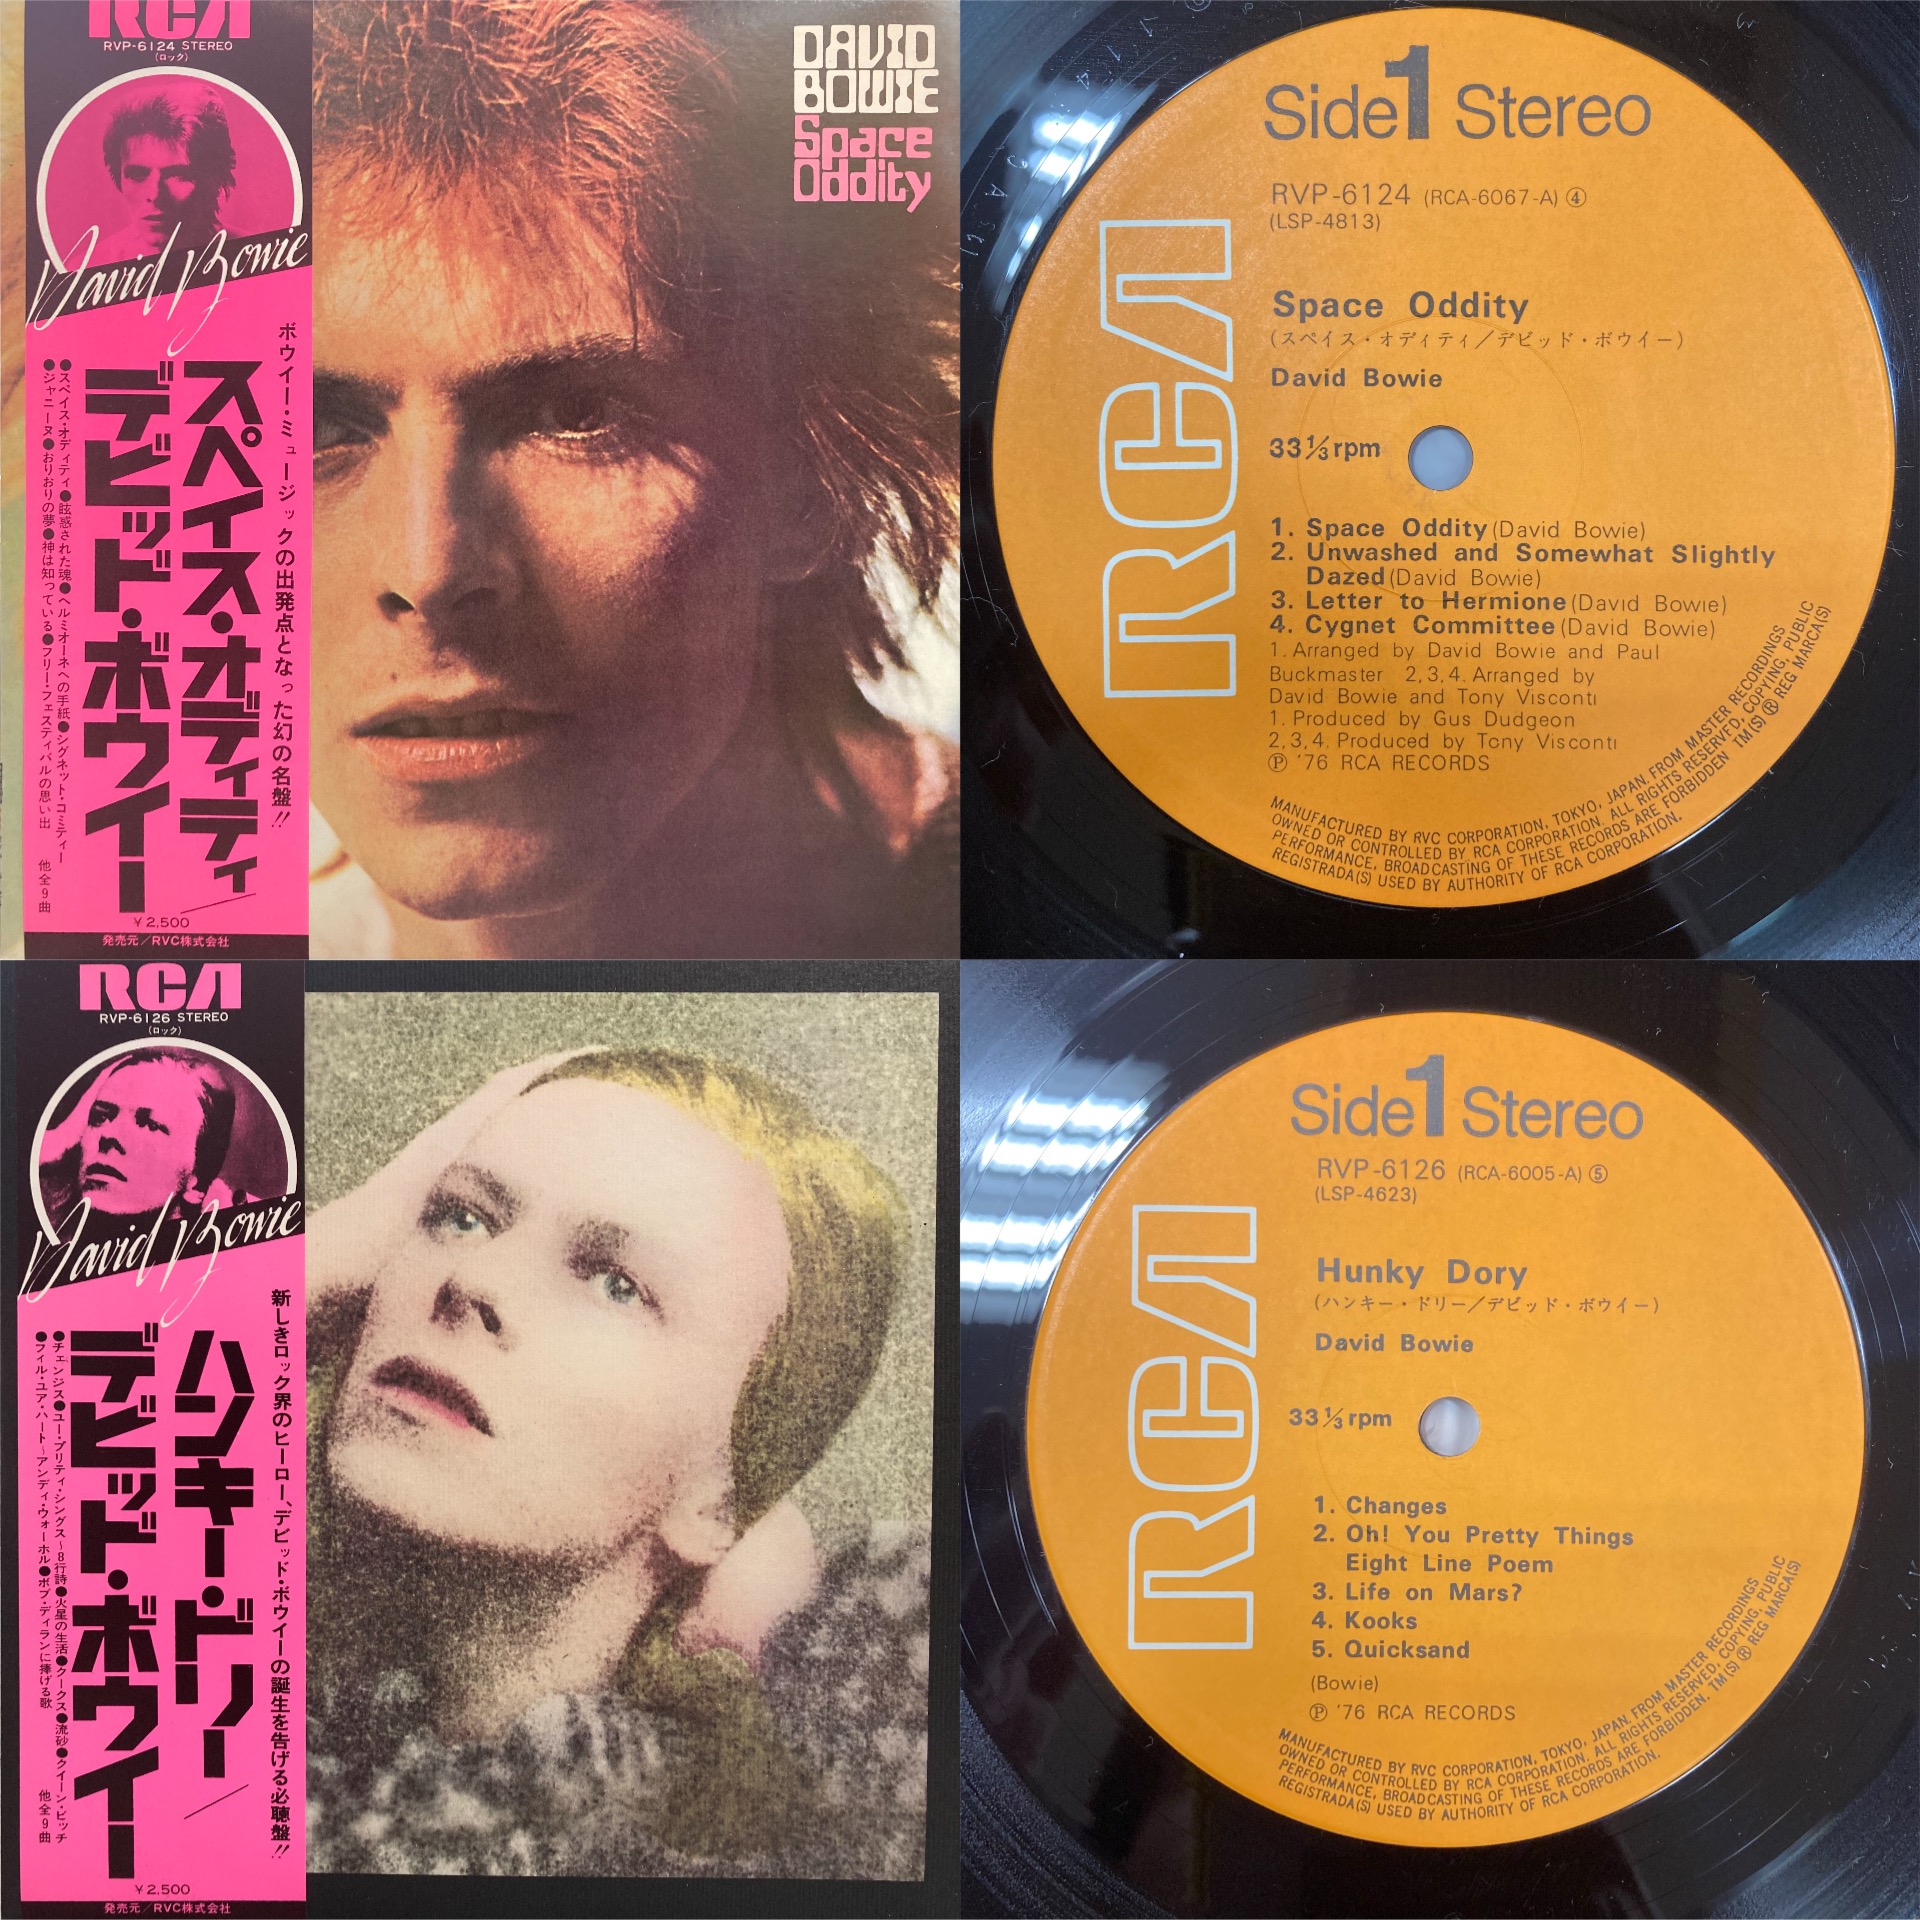 RCA
RVP-6124 STEREO
(ロック)
David Bowie
ボウイー・ミュージックの出発点となった幻の名盤!!
スペイス・オディティ/
デビッド・ボウイー
●スペイス・オディティ●眩惑された魂●ヘルミオーネへの手紙●シグネット・コミティー
●ジャニーヌ●おりおりの夢●神は知っている●フリー・フェスティバルの思い出 他全9曲
¥2,500
発売元/RVC株式会社
DAVID
BOWIE
Space
Oddity
Side 1 Stereo
RCA
RVP-6124 (RCA-6067-A) ④
(LSP-4813)
Space Oddity
(スペイス・オディティ/デビッド・ボウイー)
David Bowie
33⅓rpm
1. Space Oddity (David Bowie)
2. Unwashed and Somewhat Slightly
Dazed (David Bowie)
3. Letter to Hermione (David Bowie)
4. Cygnet Committee (David Bowie)
1. Arranged by David Bowie and Paul
Buckmaster 2,3,4. Arranged by
David Bowie and Tony Visconti
1. Produced by Gus Dudgeon
2,3,4. Produced by Tony Visconti
℗ '76 RCA RECORDS
MANUFACTURED BY RVC CORPORATION, TOKYO, JAPAN. FROM MASTER RECORDINGS
OWNED OR CONTROLLED BY RCA CORPORATION. ALL RIGHTS RESERVED, COPYING, PUBLIC
PERFORMANCE, BROADCASTING OF THESE RECORDS ARE FORBIDDEN TM(S) ® REG MARCA(S)
REGISTRADA(S) USED BY AUTHORITY OF RCA CORPORATION.
RCA
RVP-6126 STEREO
(ロック)
David Bowie
新しきロック界のヒーロー、デビッド・ボウイーの誕生を告げる必聴盤!!
ハンキー・ドリー/
デビッド・ボウイー
●チェンジス●ユー・プリティ・シングス~8行詩●火星の生活●クークス●流砂●クイーン・ビッチ
●フィル・ユア・ハート~アンディ・ウォーホル●ボブ・ディランに捧げる歌 他全9曲
¥2,500
発売元/RVC株式会社
Side 1 Stereo
RCA
RVP-6126 (RCA-6005-A) ⑤
(LSP-4623)
Hunky Dory
(ハンキー・ドリー/デビッド・ボウイー)
David Bowie
33⅓rpm
1. Changes
2. Oh! You Pretty Things
Eight Line Poem
3. Life on Mars?
4. Kooks
5. Quicksand
(Bowie)
℗ '76 RCA RECORDS
MANUFACTURED BY RVC CORPORATION, TOKYO, JAPAN. FROM MASTER RECORDINGS
OWNED OR CONTROLLED BY RCA CORPORATION. ALL RIGHTS RESERVED, COPYING, PUBLIC
PERFORMANCE, BROADCASTING OF THESE RECORDS ARE FORBIDDEN. TM(S) ® REG MARCA(S)
REGISTRADA(S) USED BY AUTHORITY OF RCA CORPORATION.